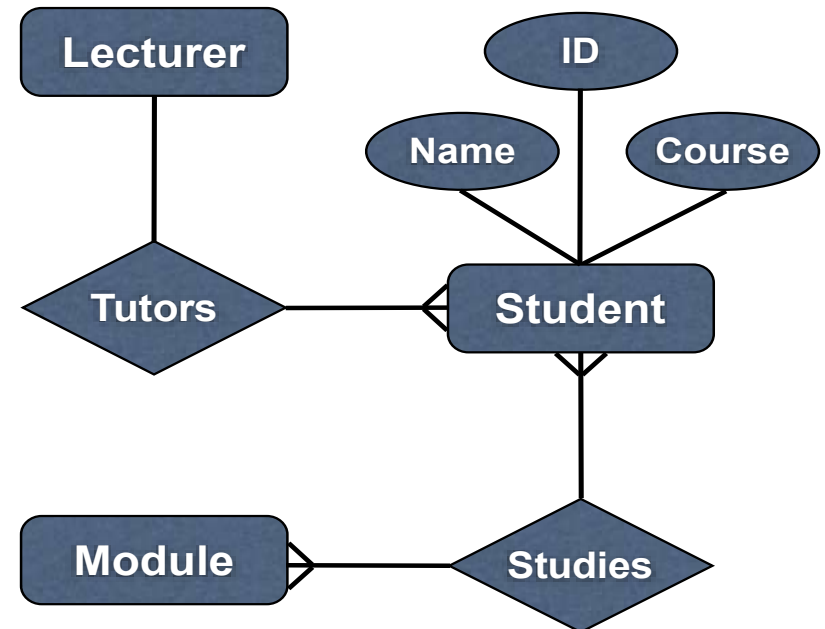 Lecturer
ID
Name
Course
Tutors
Student
Module
Studies